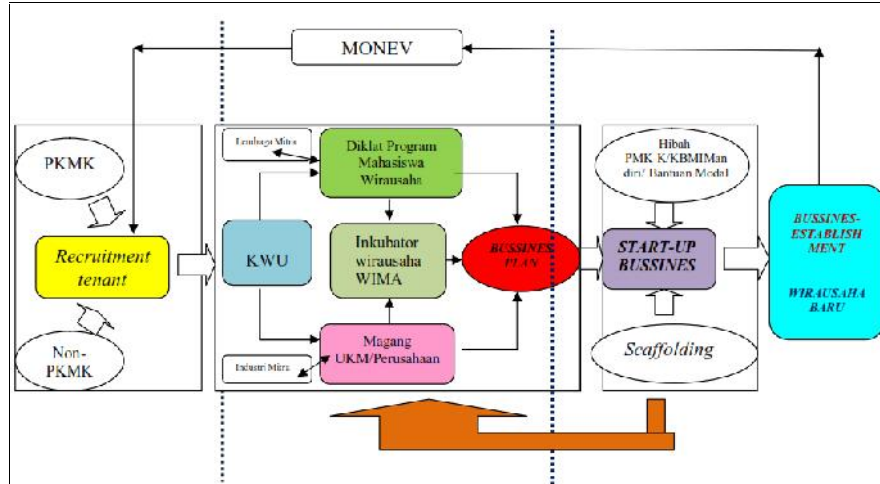 MONEV
PKMK
Recruitment
tenant
Non-
PKMK
Lembaga Mitra
Diklat Program
Mahasiswa
Wirausaha
KWU
Inkubator
wirausaha
WIMA
BUSSINES
PLAN
Magang
UKM/Perusahaan
Industri Mitra
Hibah
PMK K/KBMIMan
diri/ Bantuan Modal
START-UP
BUSSINES
Scaffolding
BUSSINES-
ESTABLISH
MENT
WIRAUSAHA
BARU